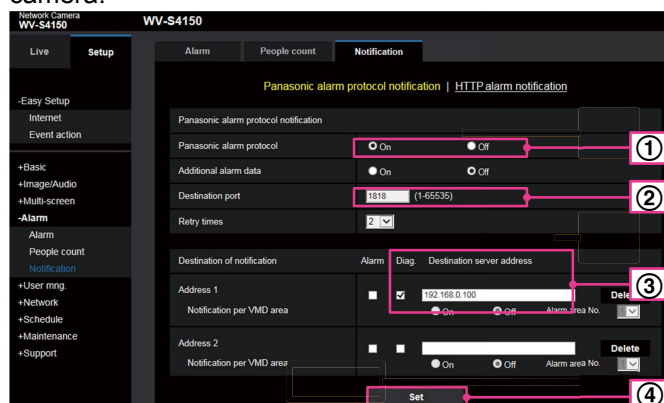 camera.
Network Camera
WV-S4150
WV-S4150
Live Setup
Alarm People count Notification
Panasonic alarm protocol notification | HTTP alarm notification
-Easy Setup
Internet
Event action
+Basic
+Image/Audio
+Multi-screen
-Alarm
Alarm
People count
Notification
+User mng.
+Network
+Schedule
+Maintenance
+Support
Panasonic alarm protocol notification
Panasonic alarm protocol On Off ①
Additional alarm data On Off
Destination port 1818 (1-65535) ②
Retry times 2
Destination of notification Alarm Diag. Destination server address
③
Address 1 192.168.0.100
Notification per VMD area On Off Alarm area No. 1
Address 2 Delete
Notification per VMD area On Off Alarm area No. 1
Set ④